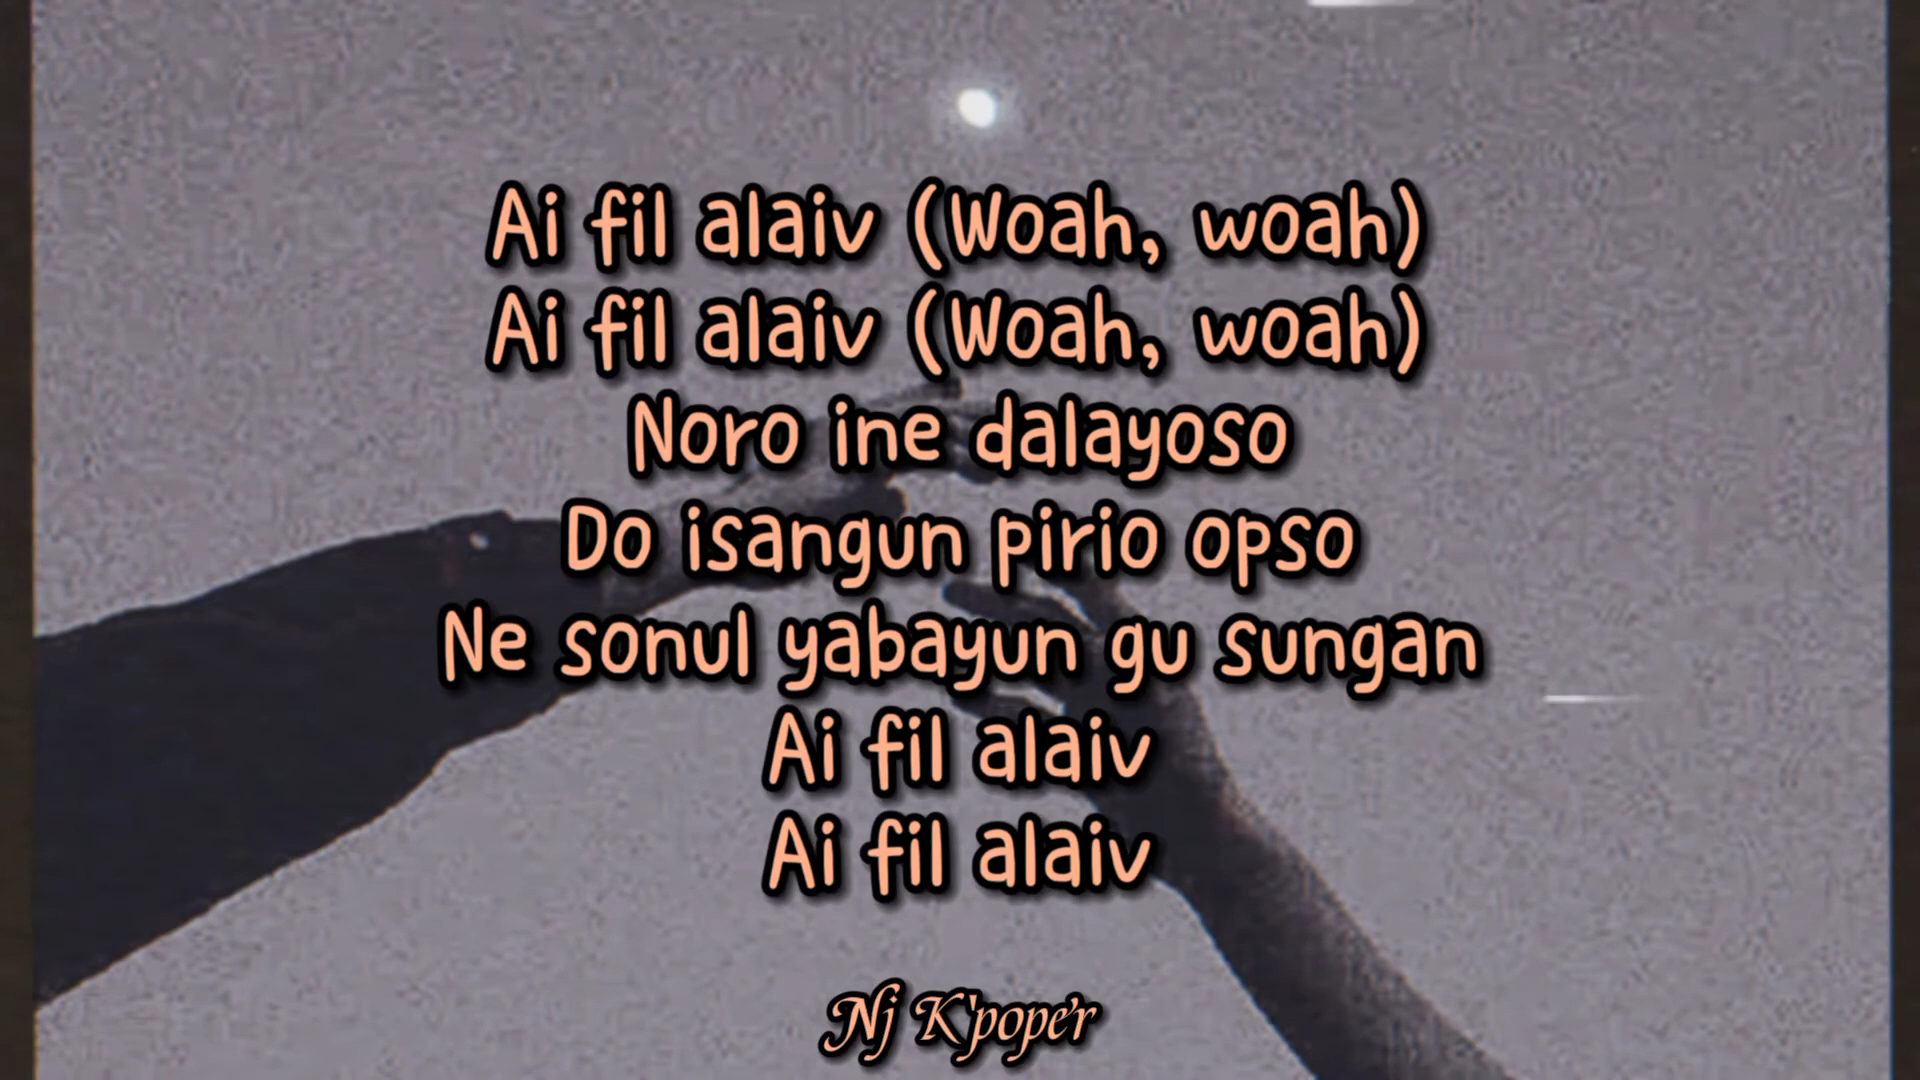 Ai fil alaiv (Woah, woah)
Ai fil alaiv (Woah, woah)
Noro ine dalayoso
Do isangun pirio opso
Ne sonul yabayun gu sungan
Ai fil alaiv
Ai fil alaiv
Nj K'pope'r